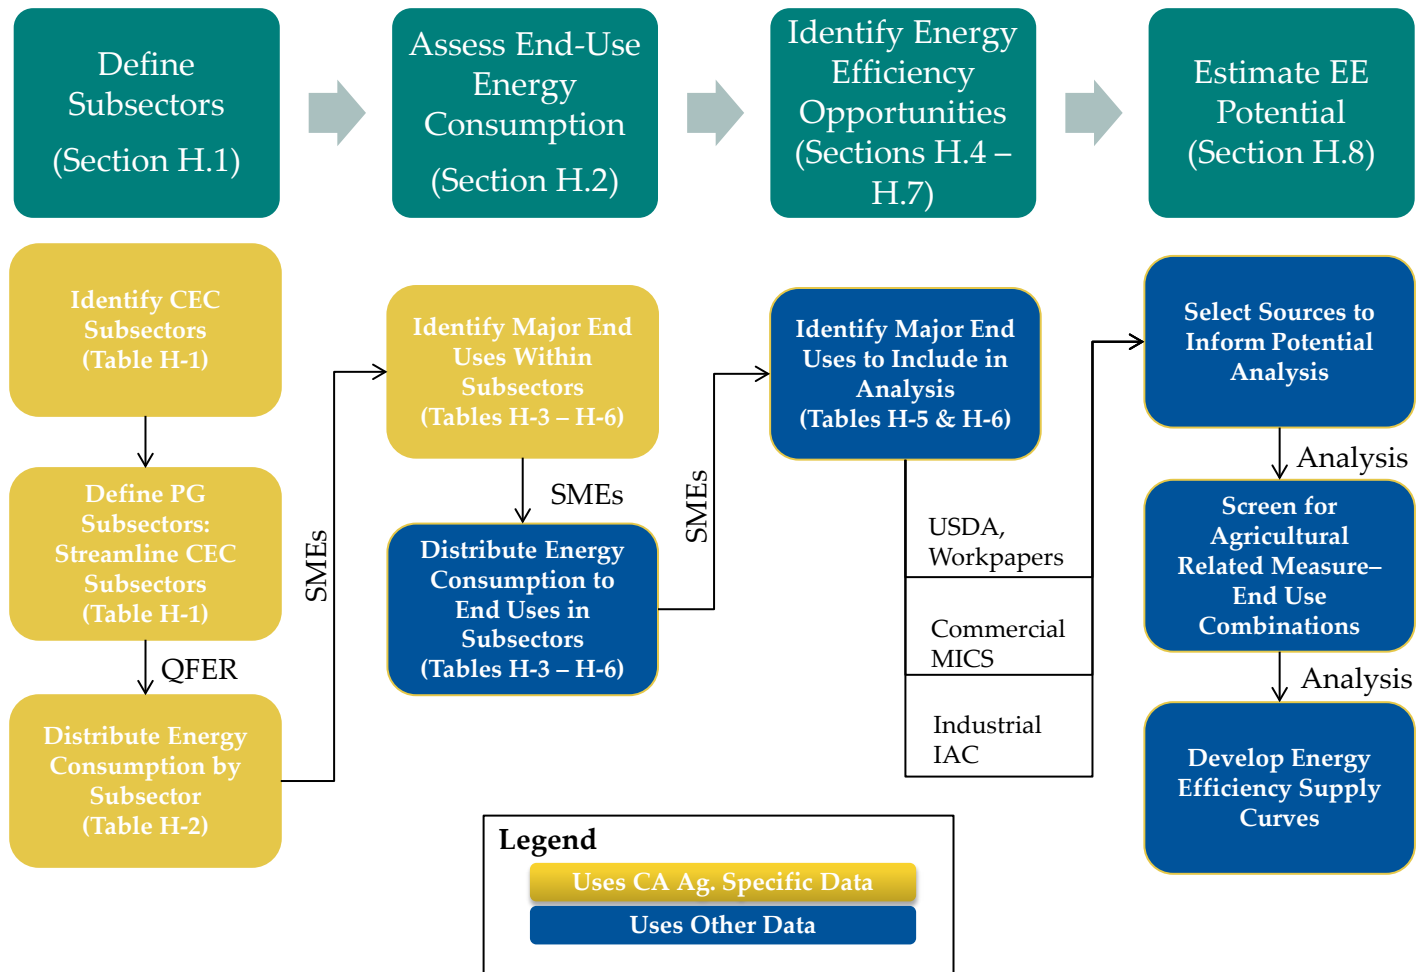 Define
Subsectors
(Section H.1)
Assess End-Use
Energy
Consumption
(Section H.2)
Identify Energy
Efficiency
Opportunities
(Sections H.4 –
H.7)
Estimate EE
Potential
(Section H.8)
Identify CEC
Subsectors
(Table H-1)
Define PG
Subsectors:
Streamline CEC
Subsectors
(Table H-1)
QFER
Distribute Energy
Consumption by
Subsector
(Table H-2)
SMEs
Identify Major End
Uses Within
Subsectors
(Tables H-3 – H-6)
SMEs
Distribute Energy
Consumption to
End Uses in
Subsectors
(Tables H-3 – H-6)
SMEs
Identify Major End
Uses to Include in
Analysis
(Tables H-5 & H-6)
USDA,
Workpapers
Commercial
MICS
Industrial
IAC
Select Sources to
Inform Potential
Analysis
Analysis
Screen for
Agricultural
Related Measure–
End Use
Combinations
Analysis
Develop Energy
Efficiency Supply
Curves
Legend
Uses CA Ag. Specific Data
Uses Other Data